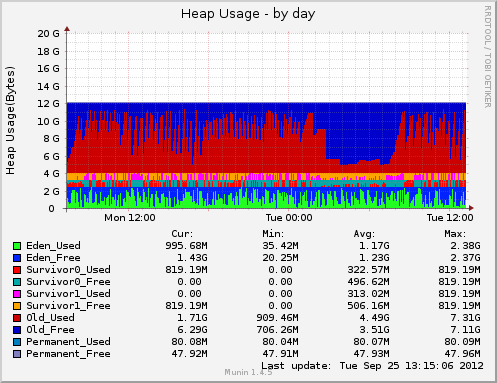 Heap Usage - by day
RRDTOOL / TOBI OETIKER
Heap Usage(Bytes)
20 G
18 G
16 G
14 G
12 G
10 G
8 G
6 G
4 G
2 G
0
Mon 12:00 Tue 00:00 Tue 12:00
Cur: Min: Avg: Max:
Eden_Used 995.68M 35.42M 1.17G 2.38G
Eden_Free 1.43G 20.25M 1.23G 2.37G
Survivor0_Used 819.19M 0.00 322.57M 819.19M
Survivor0_Free 0.00 0.00 496.62M 819.19M
Survivor1_Used 0.00 0.00 313.02M 819.19M
Survivor1_Free 819.19M 0.00 506.16M 819.19M
Old_Used 1.71G 909.46M 4.49G 7.31G
Old_Free 6.29G 706.26M 3.51G 7.11G
Permanent_Used 80.08M 80.04M 80.07M 80.09M
Permanent_Free 47.92M 47.91M 47.93M 47.96M
Last update: Tue Sep 25 13:15:06 2012
Munin 1.4.5